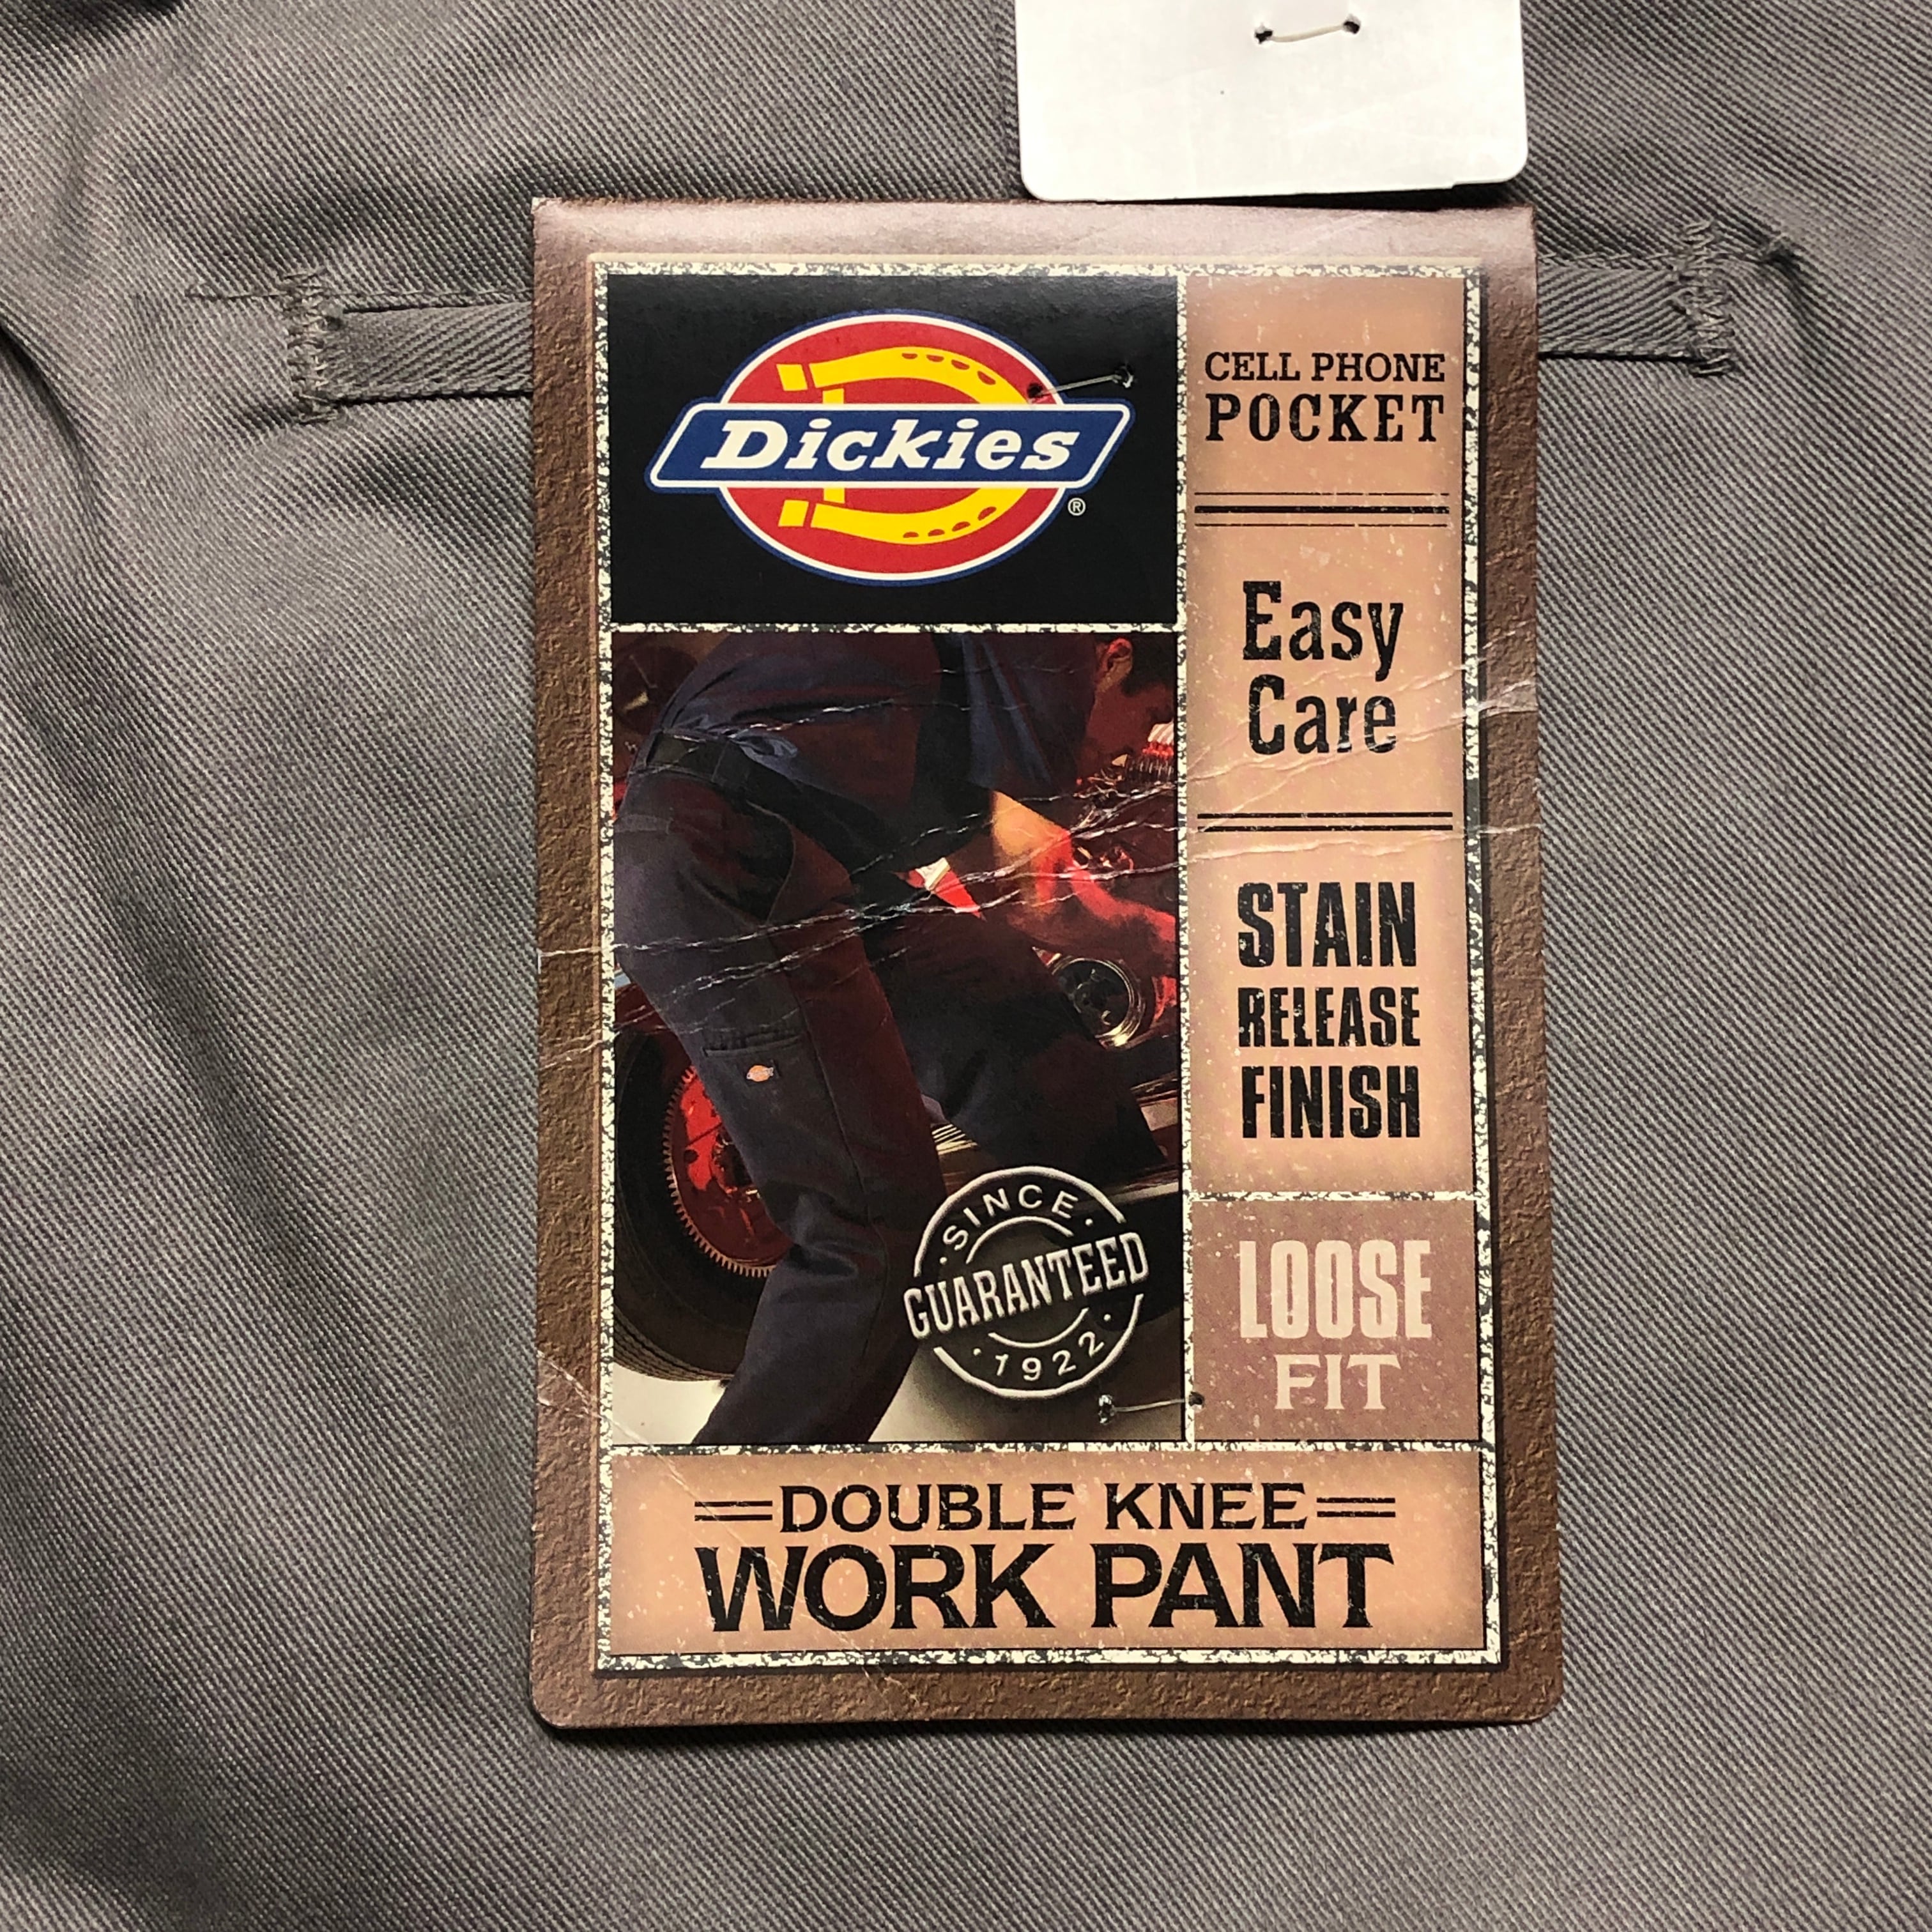 Dickies
®
CELL PHONE
POCKET
Easy
Care
STAIN
RELEASE
FINISH
LOOSE
FIT
· SINCE ·
GUARANTEED
· 1922 ·
DOUBLE KNEE
WORK PANT